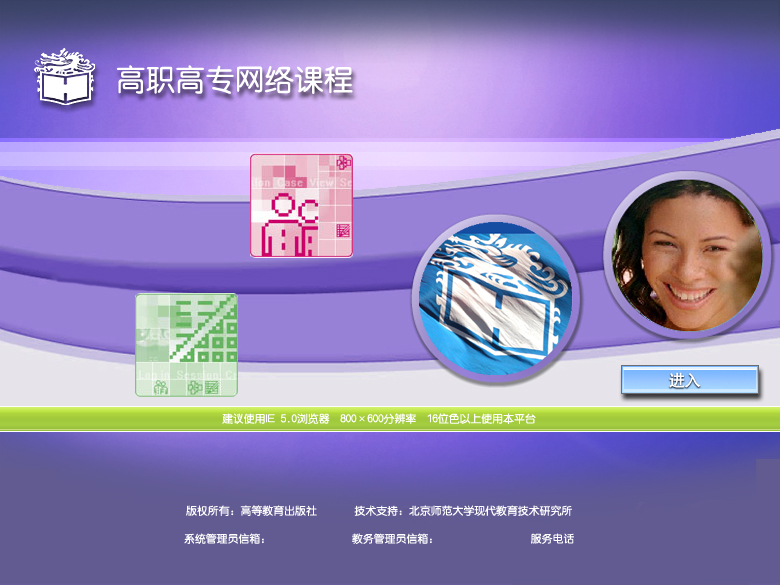 高职高专网络课程
ion Case View Se
Login Session C
进入
建议使用IE 5.0浏览器 800×600分辨率 16位色以上使用本平台
版权所有：高等教育出版社 技术支持：北京师范大学现代教育技术研究所
系统管理员信箱： 教务管理员信箱： 服务电话